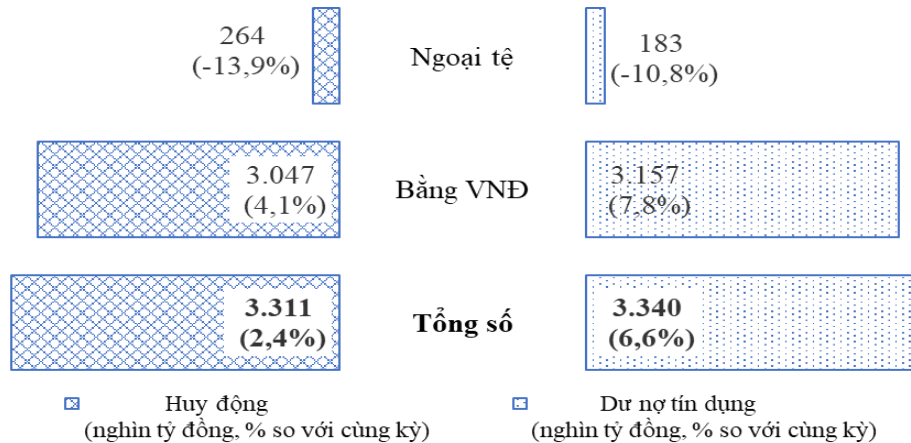 264
(-13,9%)
Ngoại tệ
183
(-10,8%)
3.047
(4,1%)
Bằng VNĐ
3.157
(7,8%)
3.311
(2,4%)
Tổng số
3.340
(6,6%)
Huy động
(nghìn tỷ đồng, % so với cùng kỳ)
Dư nợ tín dụng
(nghìn tỷ đồng, % so với cùng kỳ)